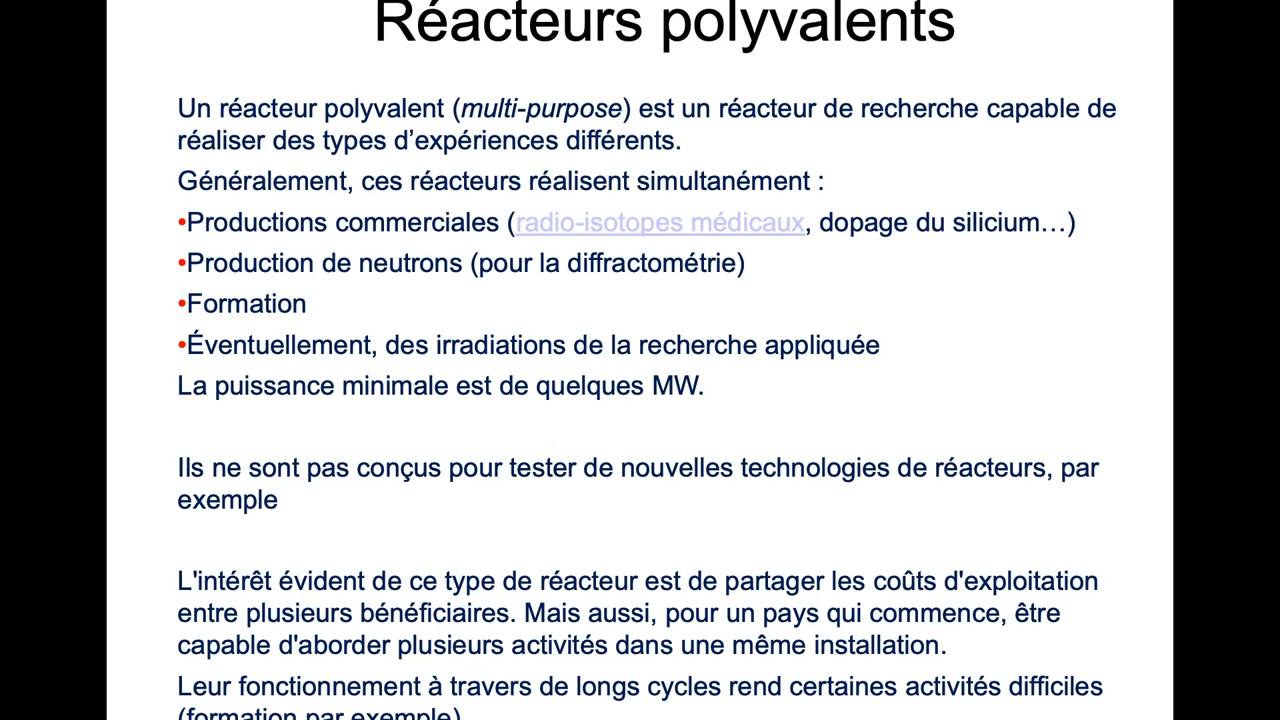 Réacteurs polyvalents
Un réacteur polyvalent (multi-purpose) est un réacteur de recherche capable de
réaliser des types d’expériences différents.
Généralement, ces réacteurs réalisent simultanément :
•Productions commerciales (radio-isotopes médicaux, dopage du silicium…)
•Production de neutrons (pour la diffractométrie)
•Formation
•Éventuellement, des irradiations de la recherche appliquée
La puissance minimale est de quelques MW.
Ils ne sont pas conçus pour tester de nouvelles technologies de réacteurs, par
exemple
L'intérêt évident de ce type de réacteur est de partager les coûts d'exploitation
entre plusieurs bénéficiaires. Mais aussi, pour un pays qui commence, être
capable d'aborder plusieurs activités dans une même installation.
Leur fonctionnement à travers de longs cycles rend certaines activités difficiles
(formation par exemple)